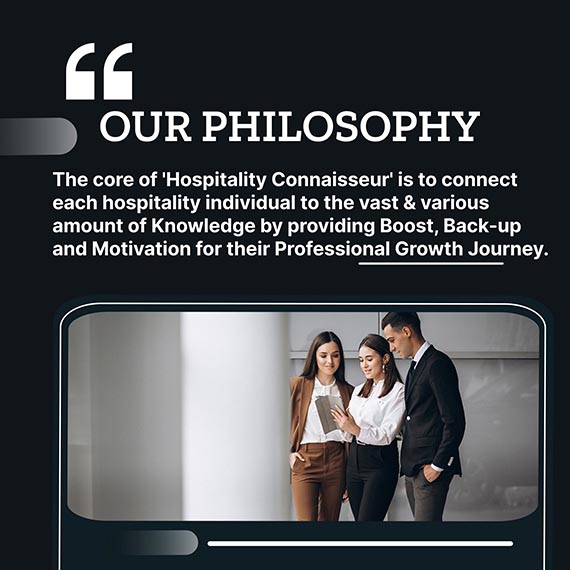 “
OUR PHILOSOPHY
The core of 'Hospitality Connaisseur' is to connect
each hospitality individual to the vast & various
amount of Knowledge by providing Boost, Back-up
and Motivation for their Professional Growth Journey.